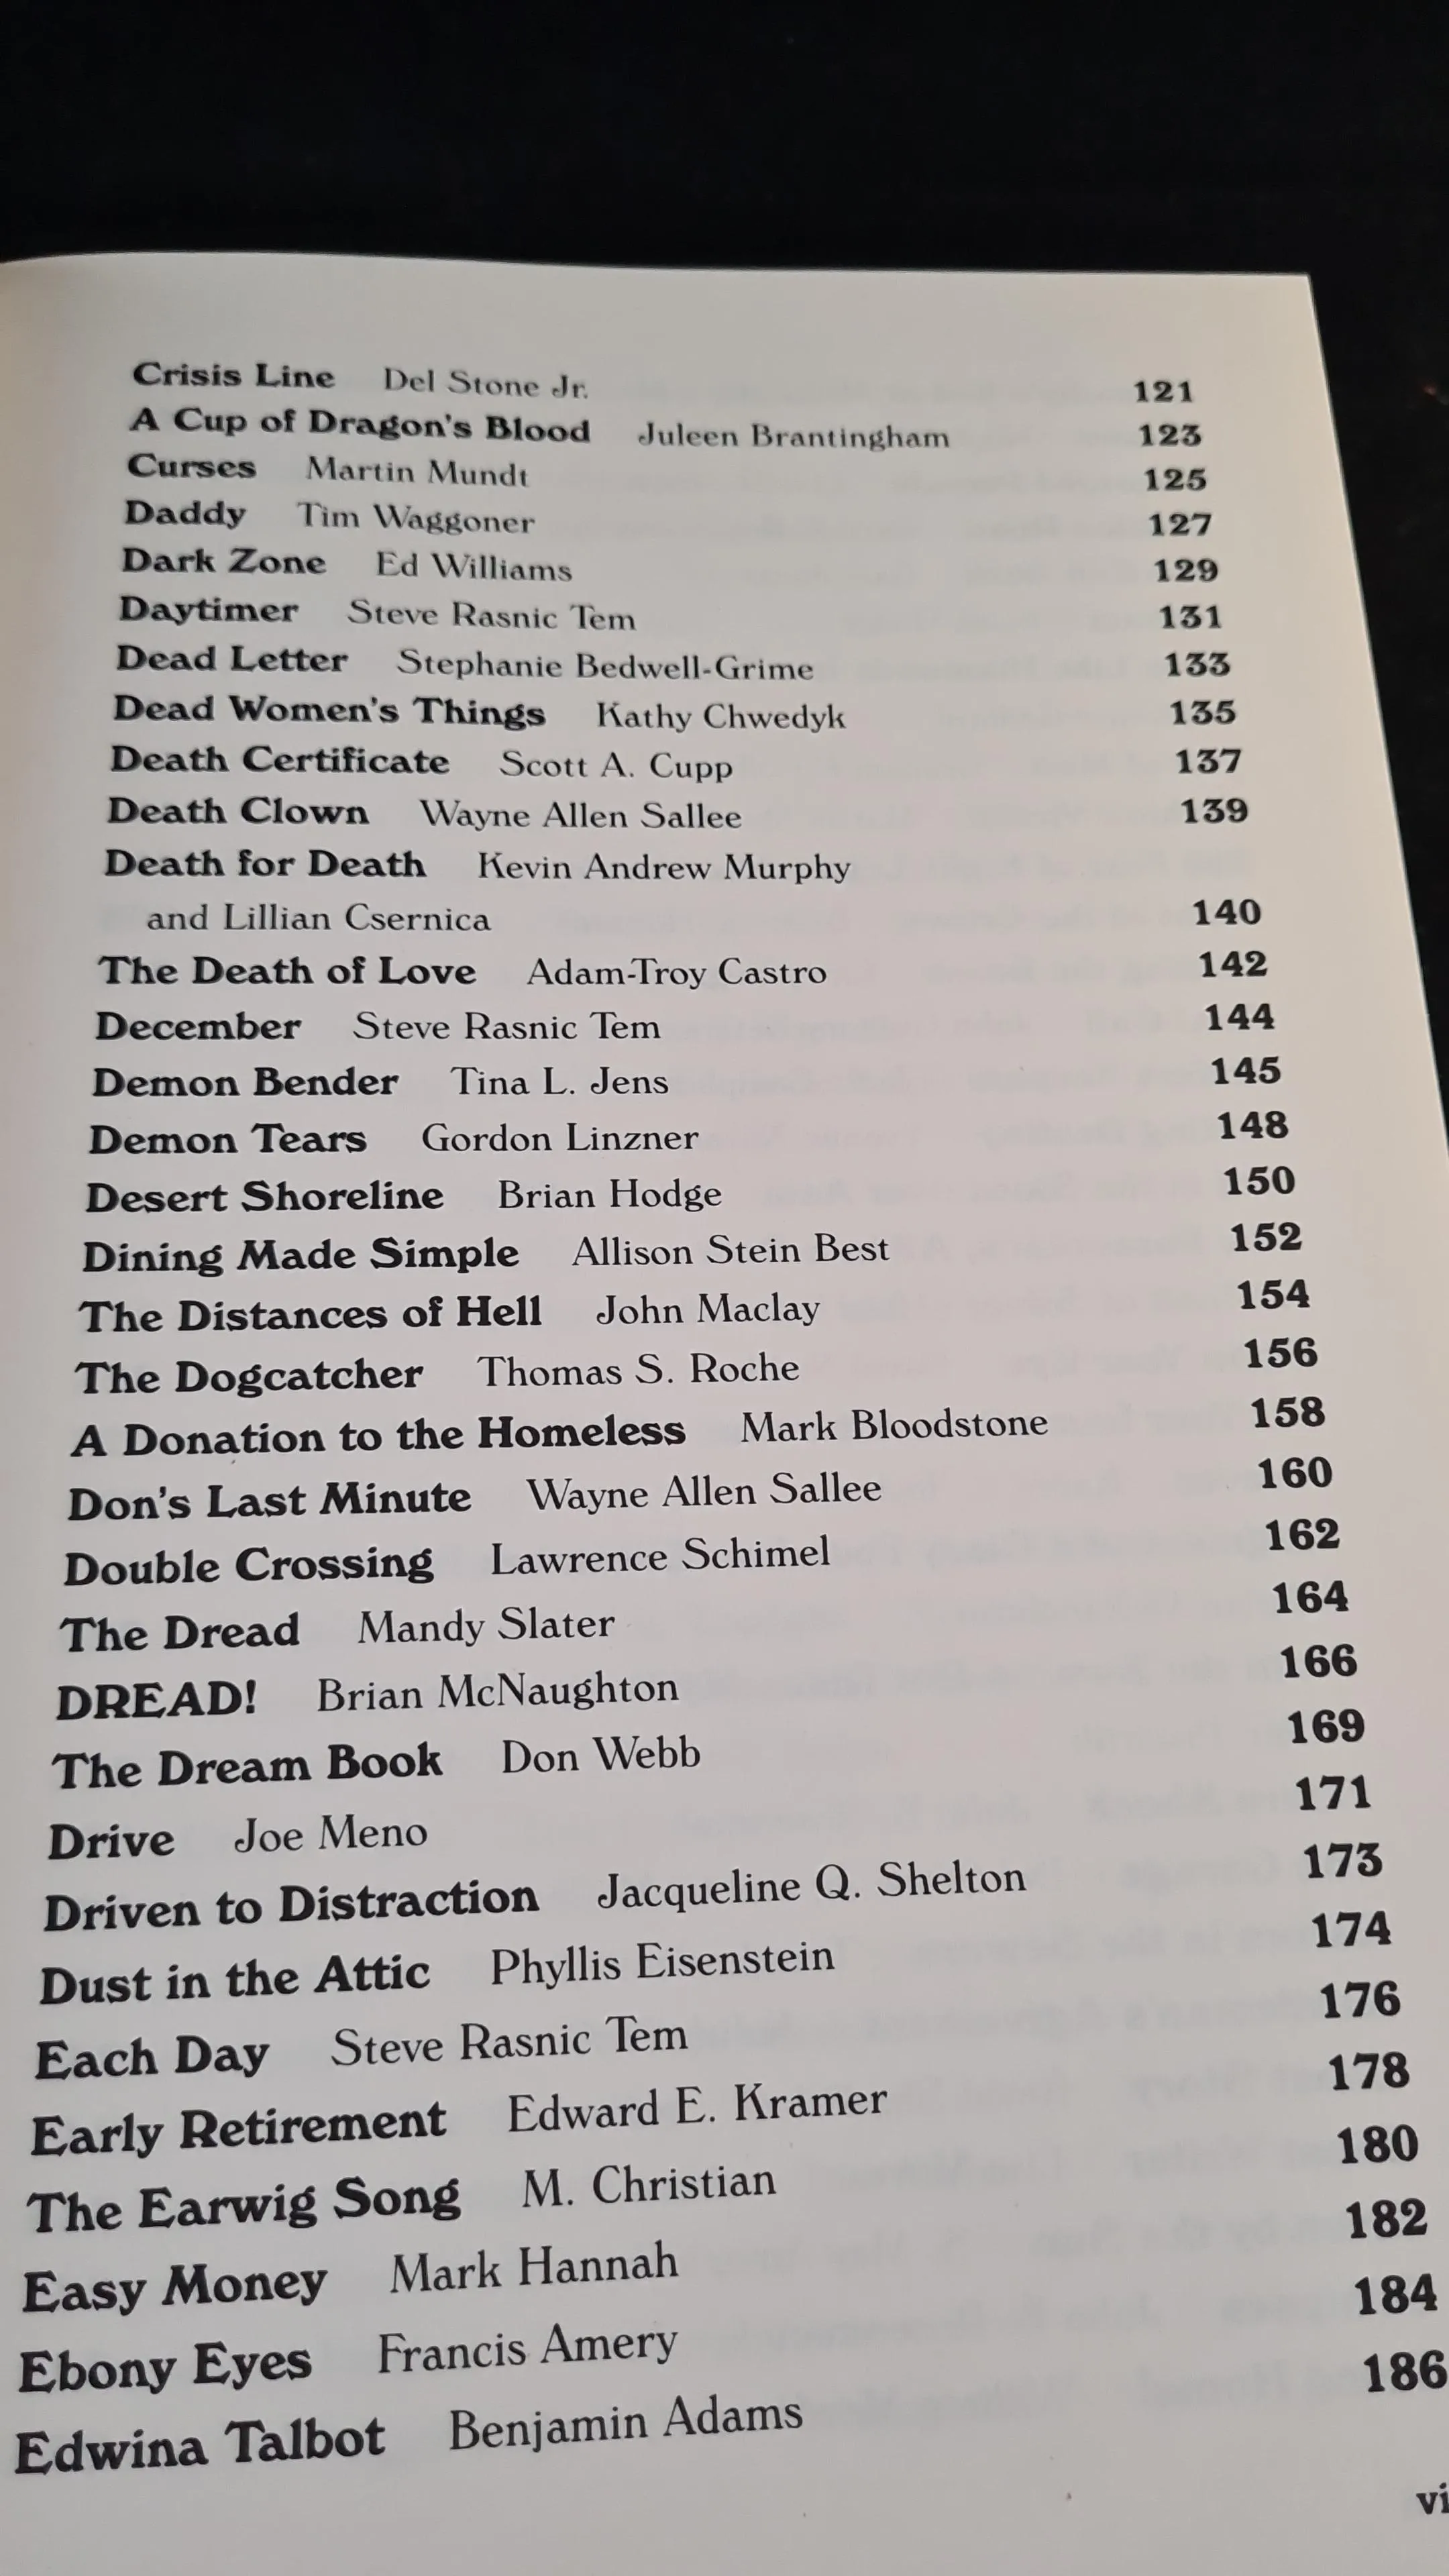 Crisis Line Del Stone Jr. 121
A Cup of Dragon's Blood Juleen Brantingham 123
Curses Martin Mundt 125
Daddy Tim Waggoner 127
Dark Zone Ed Williams 129
Daytimer Steve Rasnic Tem 131
Dead Letter Stephanie Bedwell-Grime 133
Dead Women's Things Kathy Chwedyk 135
Death Certificate Scott A. Cupp 137
Death Clown Wayne Allen Sallee 139
Death for Death Kevin Andrew Murphy
and Lillian Csernica 140
The Death of Love Adam-Troy Castro 142
December Steve Rasnic Tem 144
Demon Bender Tina L. Jens 145
Demon Tears Gordon Linzner 148
Desert Shoreline Brian Hodge 150
Dining Made Simple Allison Stein Best 152
The Distances of Hell John Maclay 154
The Dogcatcher Thomas S. Roche 156
A Donation to the Homeless Mark Bloodstone 158
Don's Last Minute Wayne Allen Sallee 160
Double Crossing Lawrence Schimel 162
The Dread Mandy Slater 164
DREAD! Brian McNaughton 166
The Dream Book Don Webb 169
Drive Joe Meno 171
Driven to Distraction Jacqueline Q. Shelton 173
Dust in the Attic Phyllis Eisenstein 174
Each Day Steve Rasnic Tem 176
Early Retirement Edward E. Kramer 178
The Earwig Song M. Christian 180
Easy Money Mark Hannah 182
Ebony Eyes Francis Amery 184
Edwina Talbot Benjamin Adams 186